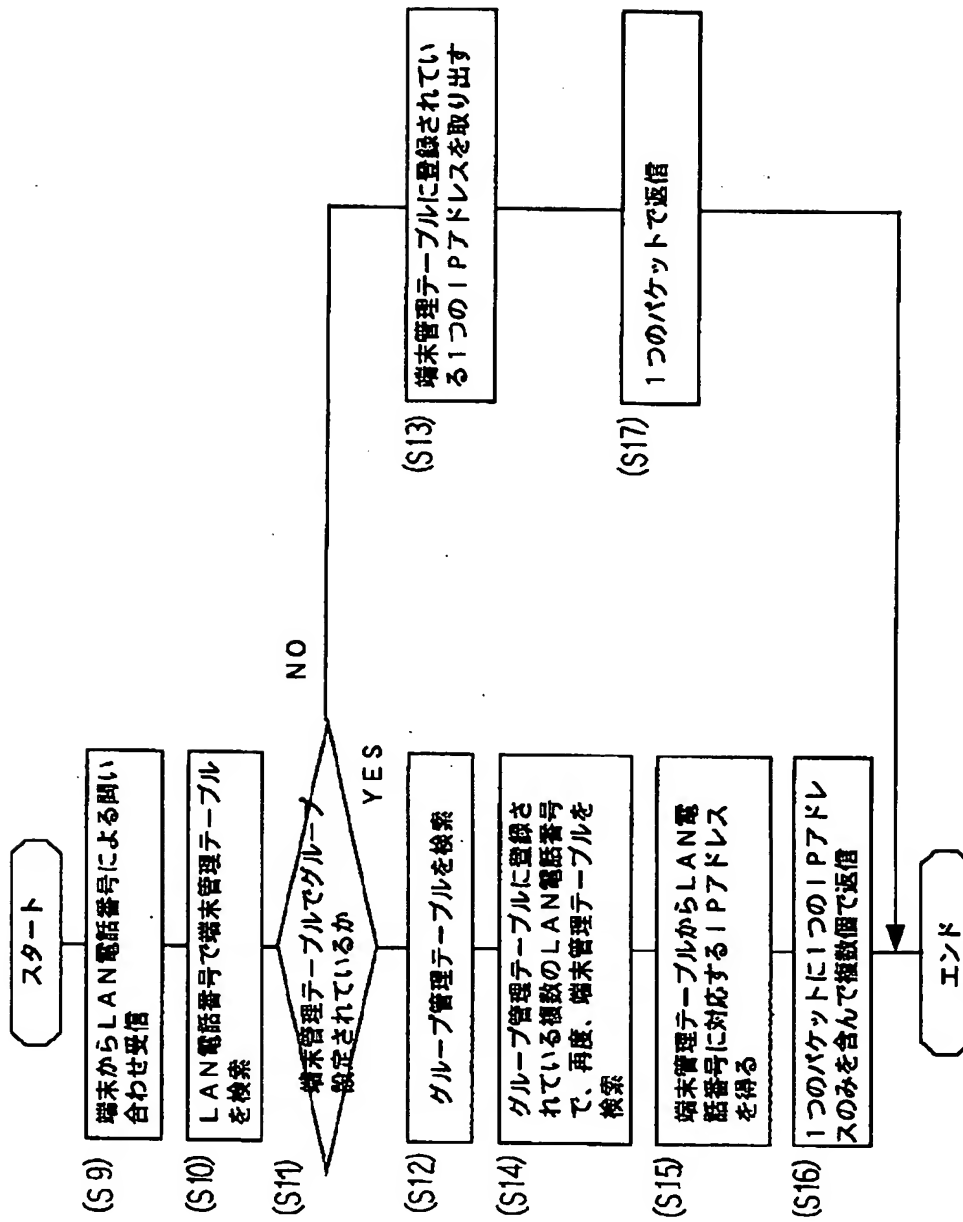 スタート
(S9)
端末からLAN電話番号による問い
合わせ受信
(S10)
LAN電話番号で端末管理テーブル
を検索
(S11)
端末管理テーブルでグループ
設定されているか
NO
YES
(S12)
グループ管理テーブルを検索
(S14)
グループ管理テーブルに登録さ
れている複数のLAN電話番号
で、再度、端末管理テーブルを
検索
(S15)
端末管理テーブルからLAN電
話番号に対応するIPアドレス
を得る
(S16)
1つのパケットに1つのIPアドレ
スのみを含んで複数個で返信
(S13)
端末管理テーブルに登録されてい
る1つのIPアドレスを取り出す
(S17)
1つのパケットで返信
エンド